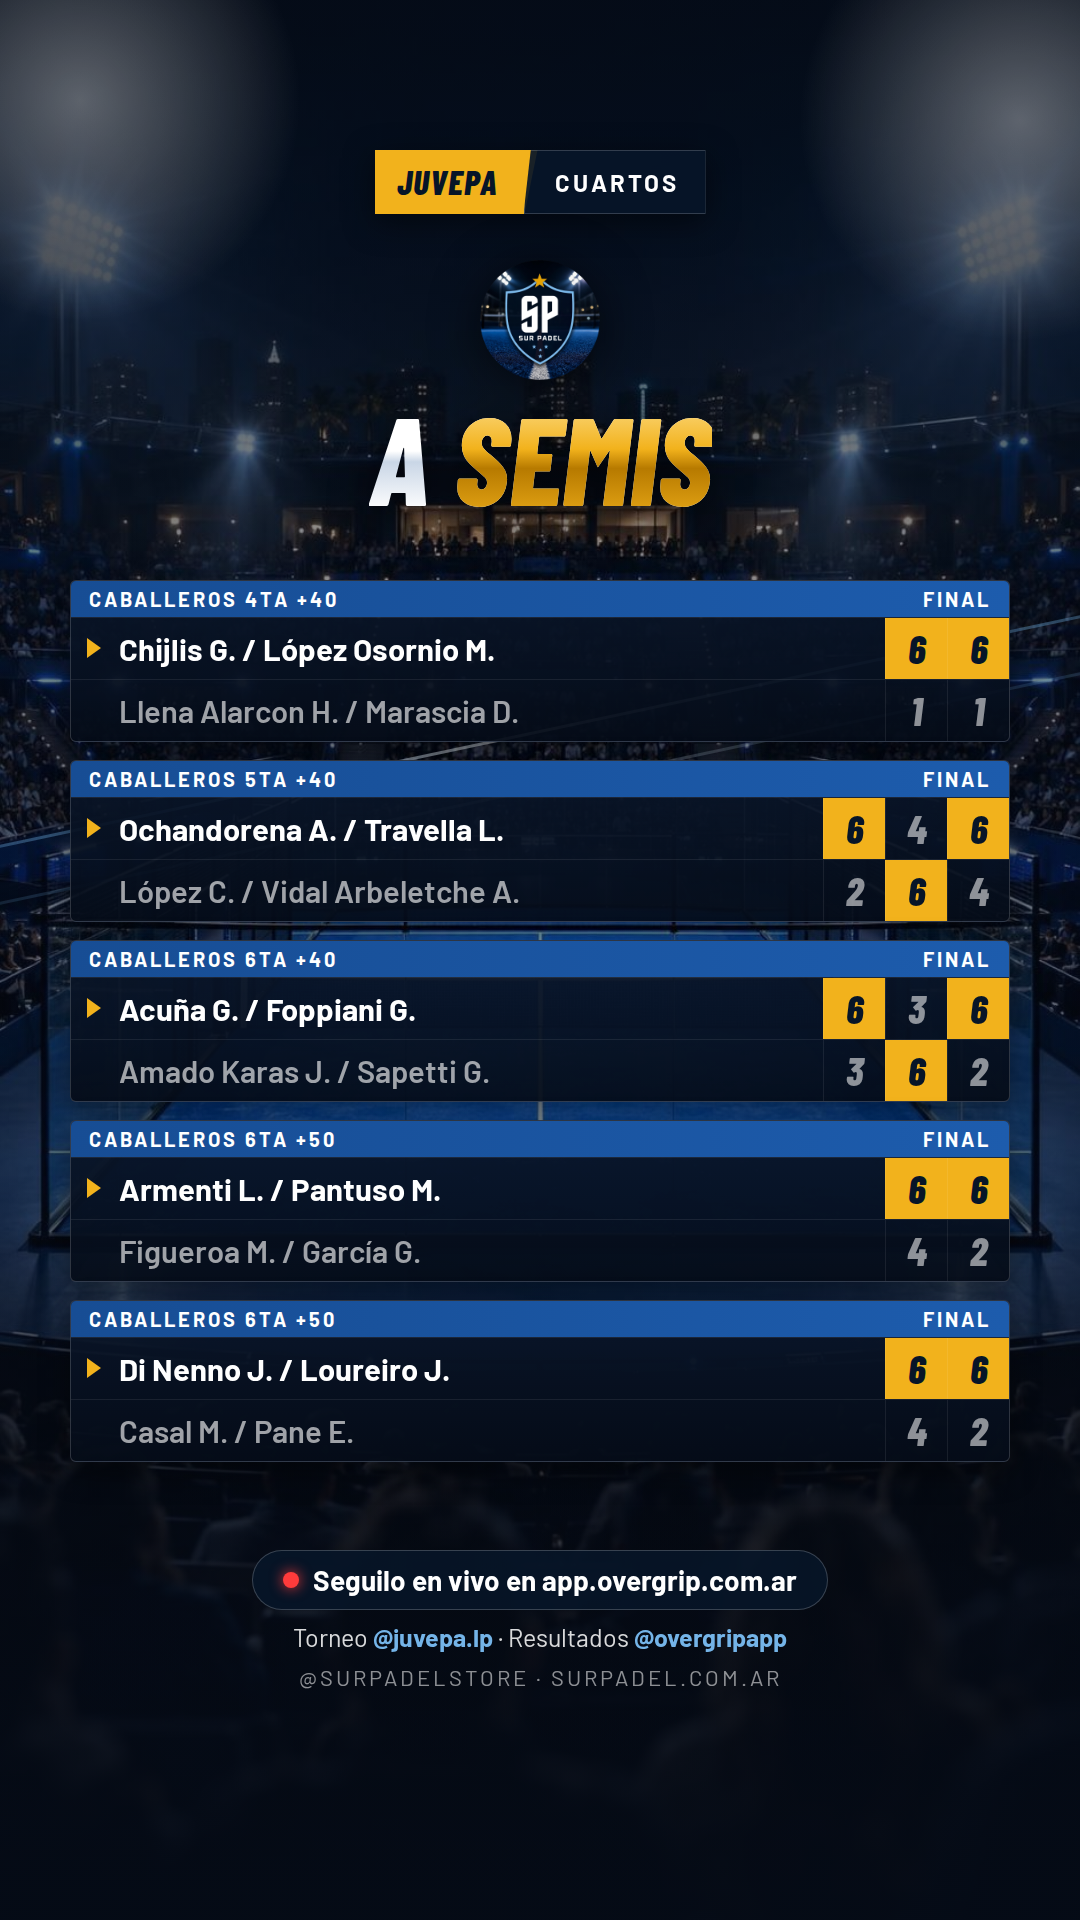 JUVEPA CUARTOS
SP
SUR PADEL
A SEMIS
CABALLEROS 4TA +40 FINAL
Chijlis G. / López Osornio M. 6 6
Llena Alarcon H. / Marascia D. 1 1
CABALLEROS 5TA +40 FINAL
Ochandorena A. / Travella L. 6 4 6
López C. / Vidal Arbeletche A. 2 6 4
CABALLEROS 6TA +40 FINAL
Acuña G. / Foppiani G. 6 3 6
Amado Karas J. / Sapetti G. 3 6 2
CABALLEROS 6TA +50 FINAL
Armenti L. / Pantuso M. 6 6
Figueroa M. / García G. 4 2
CABALLEROS 6TA +50 FINAL
Di Nenno J. / Loureiro J. 6 6
Casal M. / Pane E. 4 2
Seguilo en vivo en app.overgrip.com.ar
Torneo @juvepa.lp · Resultados @overgripapp
@SURPADELSTORE · SURPADEL.COM.AR